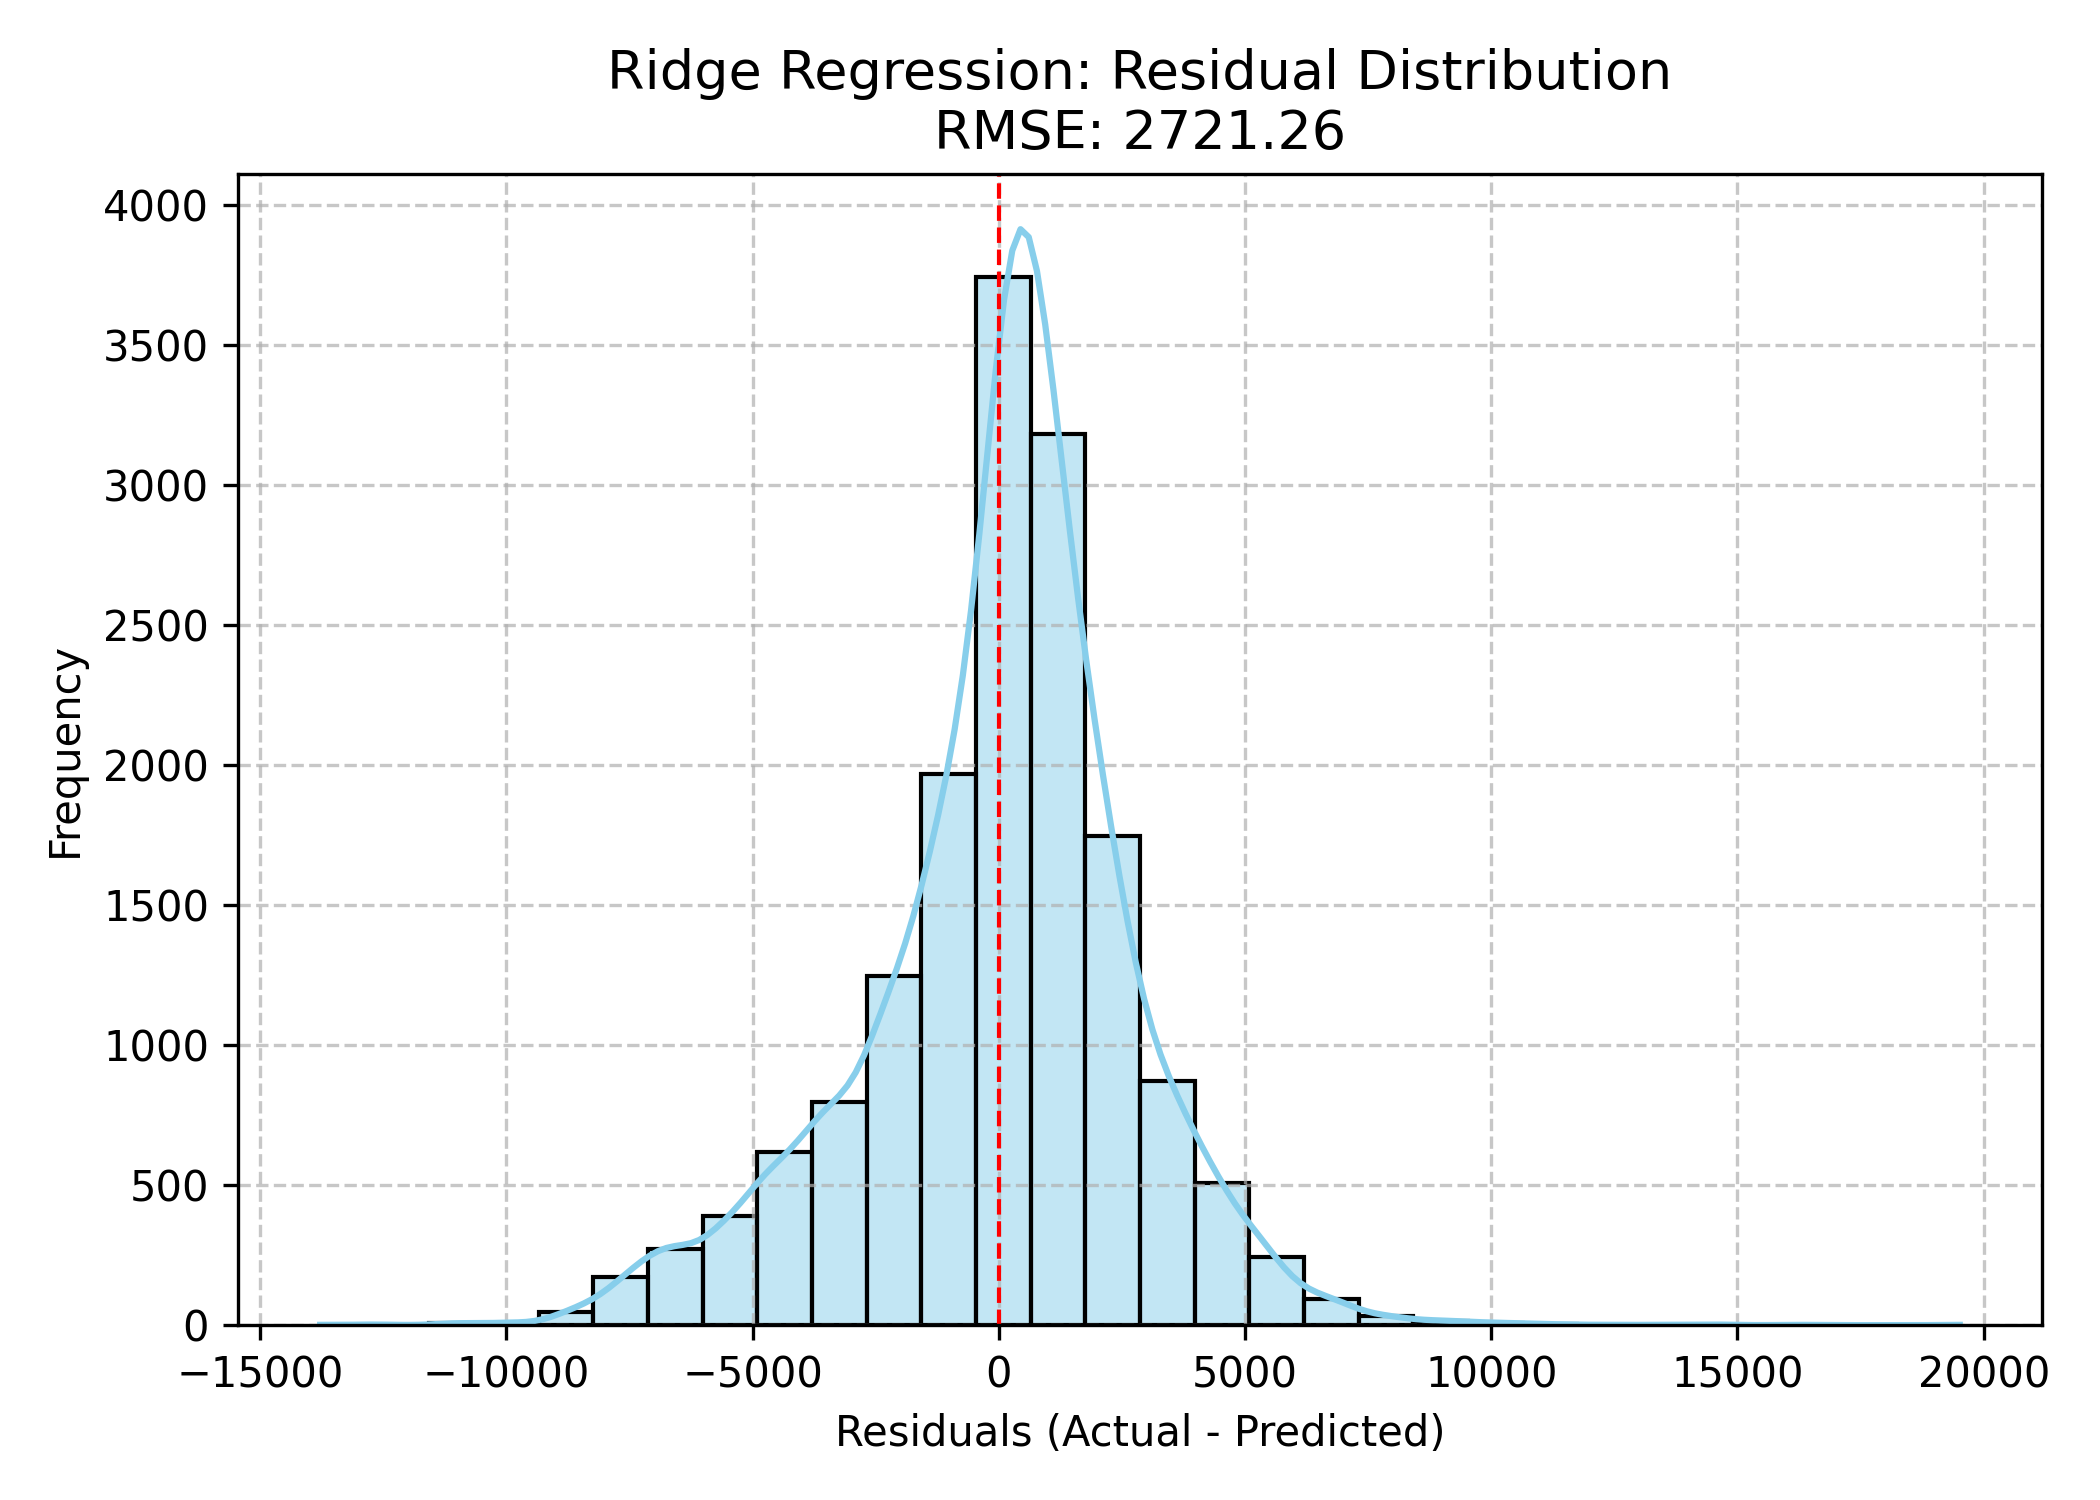 Ridge Regression: Residual Distribution
RMSE: 2721.26
4000
3500
3000
2500
2000
1500
1000
500
0
Frequency
−15000 −10000 −5000 0 5000 10000 15000 20000
Residuals (Actual - Predicted)